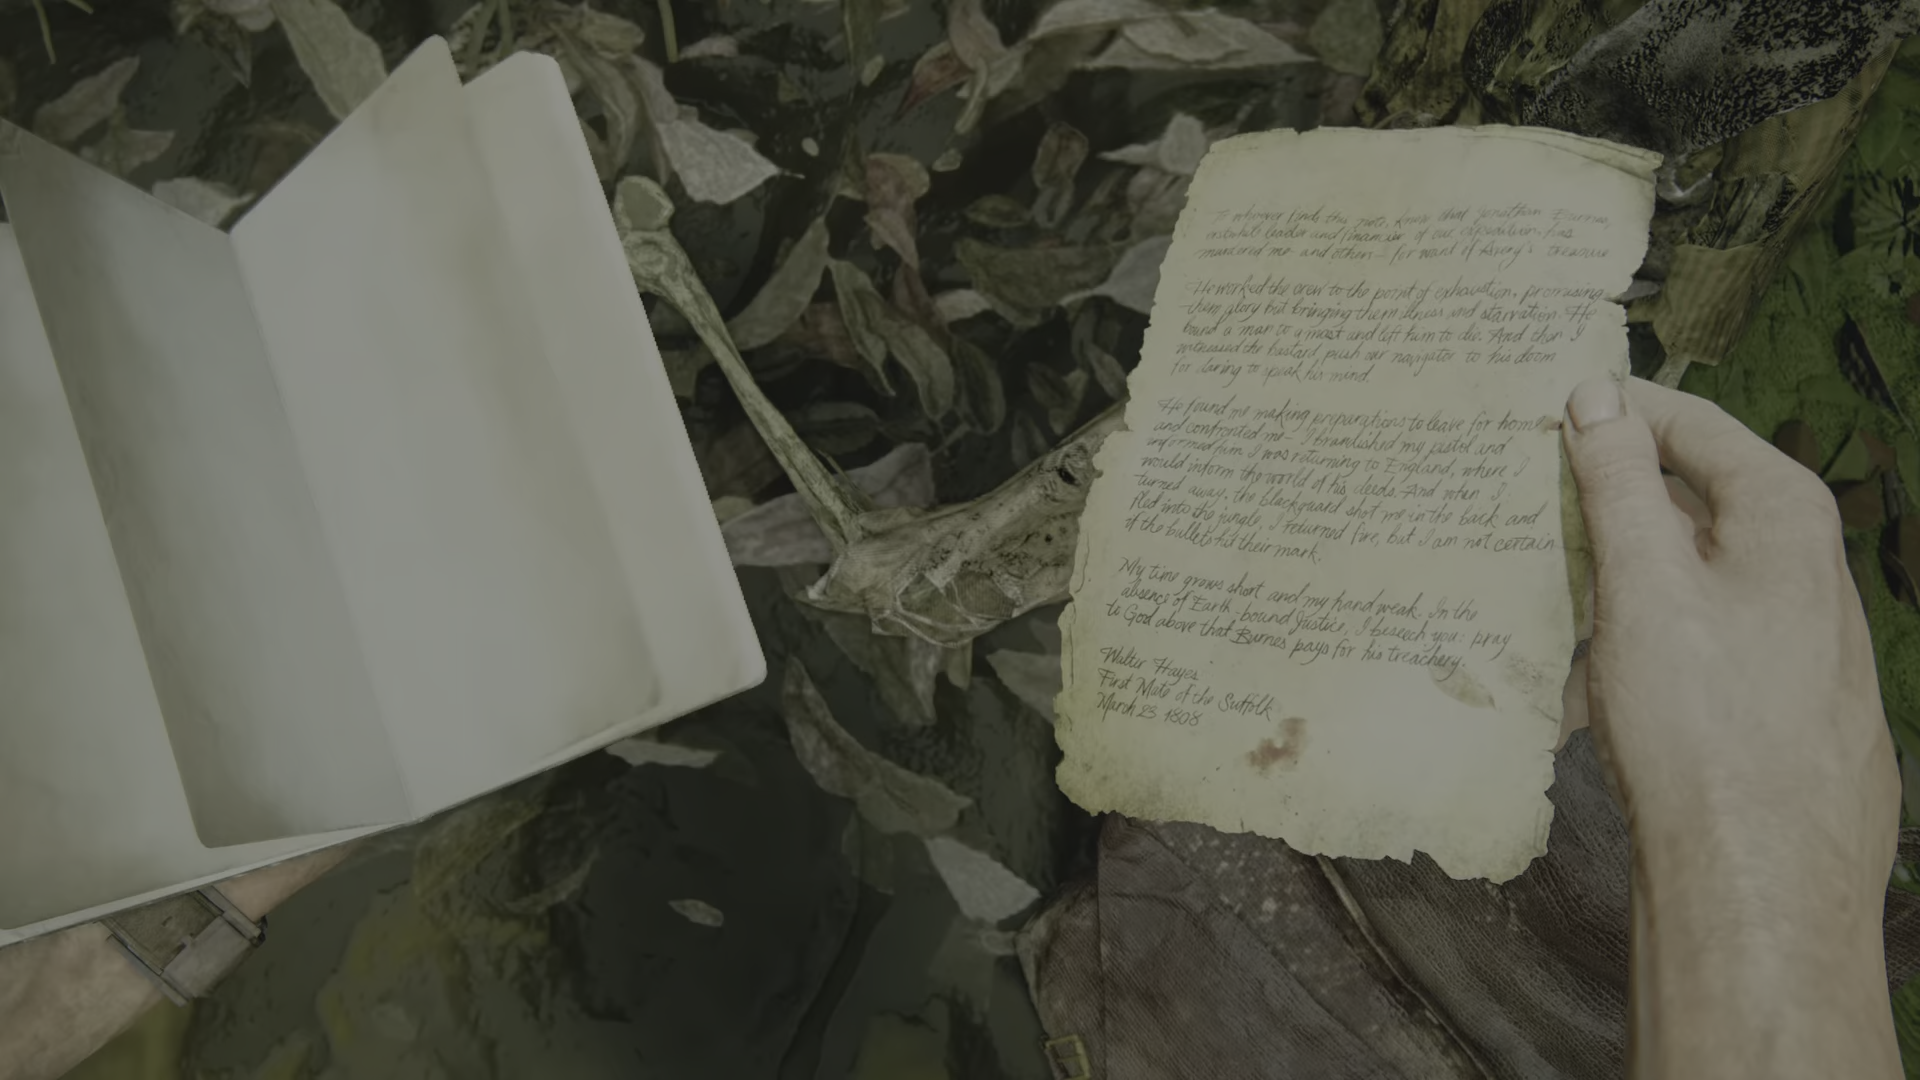 To whoever finds this note, know that Jonathan Burnes,
erstwhile leader and financier of our expedition, has
murdered me – and others – for want of Avery's treasure
He worked the crew to the point of exhaustion, promising
them glory but bringing them illness and starvation. He
bound a man to a mast and left him to die. And then I
witnessed the bastard push our navigator to his doom
for daring to speak his mind.
He found me making preparations to leave for home
and confronted me – I brandished my pistol and
informed him I was returning to England, where I
would inform the world of his deeds. And when I
turned away, the blackguard shot me in the back and
fled into the jungle, I returned fire, but I am not certain
if the bullets hit their mark.
My time grows short and my hand weak. In the
absence of Earth-bound Justice, I beseech you: pray
to God above that Burnes pays for his treachery.
Walter Hayes
First Mate of the Suffolk
March 23 1808